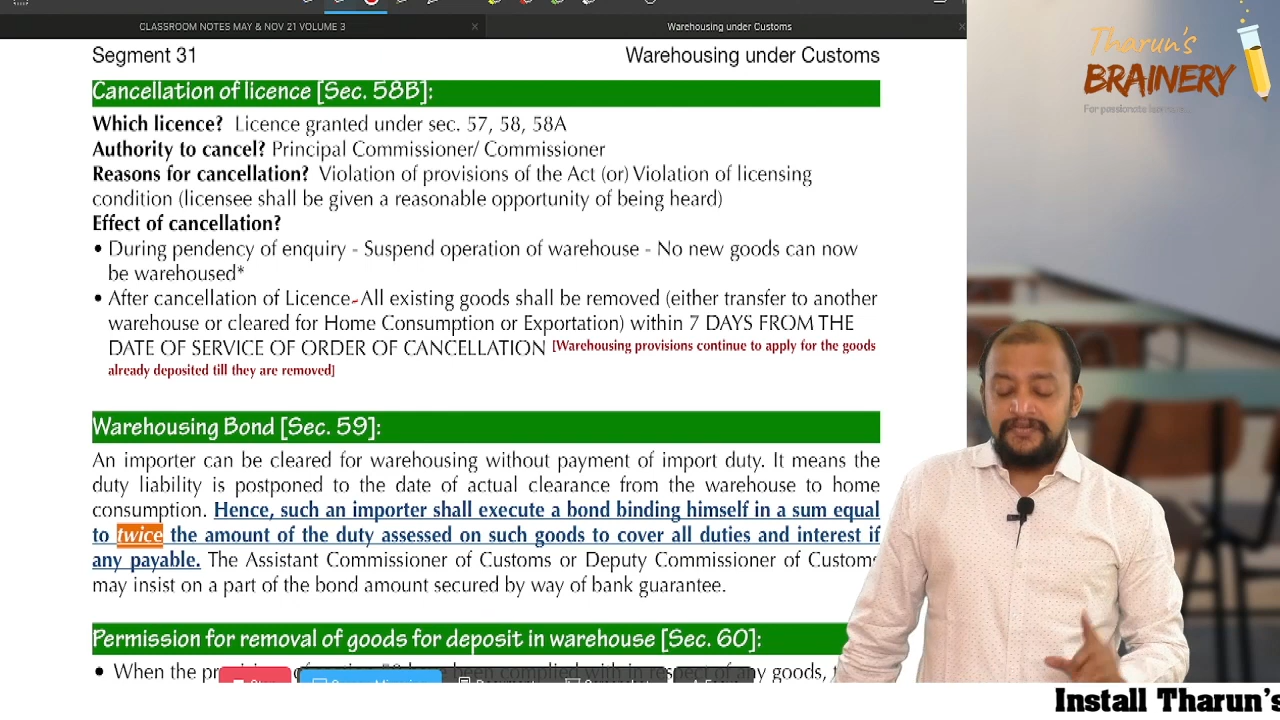 CLASSROOM NOTES MAY & NOV 21 VOLUME 3
Warehousing under Customs
Segment 31
Warehousing under Customs
Cancellation of licence [Sec. 58B]:
Which licence? Licence granted under sec. 57, 58, 58A
Authority to cancel? Principal Commissioner/ Commissioner
Reasons for cancellation? Violation of provisions of the Act (or) Violation of licensing
condition (licensee shall be given a reasonable opportunity of being heard)
Effect of cancellation?
• During pendency of enquiry - Suspend operation of warehouse - No new goods can now
be warehoused*
• After cancellation of Licence-All existing goods shall be removed (either transfer to another
warehouse or cleared for Home Consumption or Exportation) within 7 DAYS FROM THE
DATE OF SERVICE OF ORDER OF CANCELLATION [Warehousing provisions continue to apply for the goods
already deposited till they are removed]
Warehousing Bond [Sec. 59]:
An importer can be cleared for warehousing without payment of import duty. It means the
duty liability is postponed to the date of actual clearance from the warehouse to home
consumption. Hence, such an importer shall execute a bond binding himself in a sum equal
to twice the amount of the duty assessed on such goods to cover all duties and interest if
any payable. The Assistant Commissioner of Customs or Deputy Commissioner of Customs
may insist on a part of the bond amount secured by way of bank guarantee.
Permission for removal of goods for deposit in warehouse [Sec. 60]:
• When the
any goods,
Tharun's
BRAINERY
For passionate learners
Install Tharun's